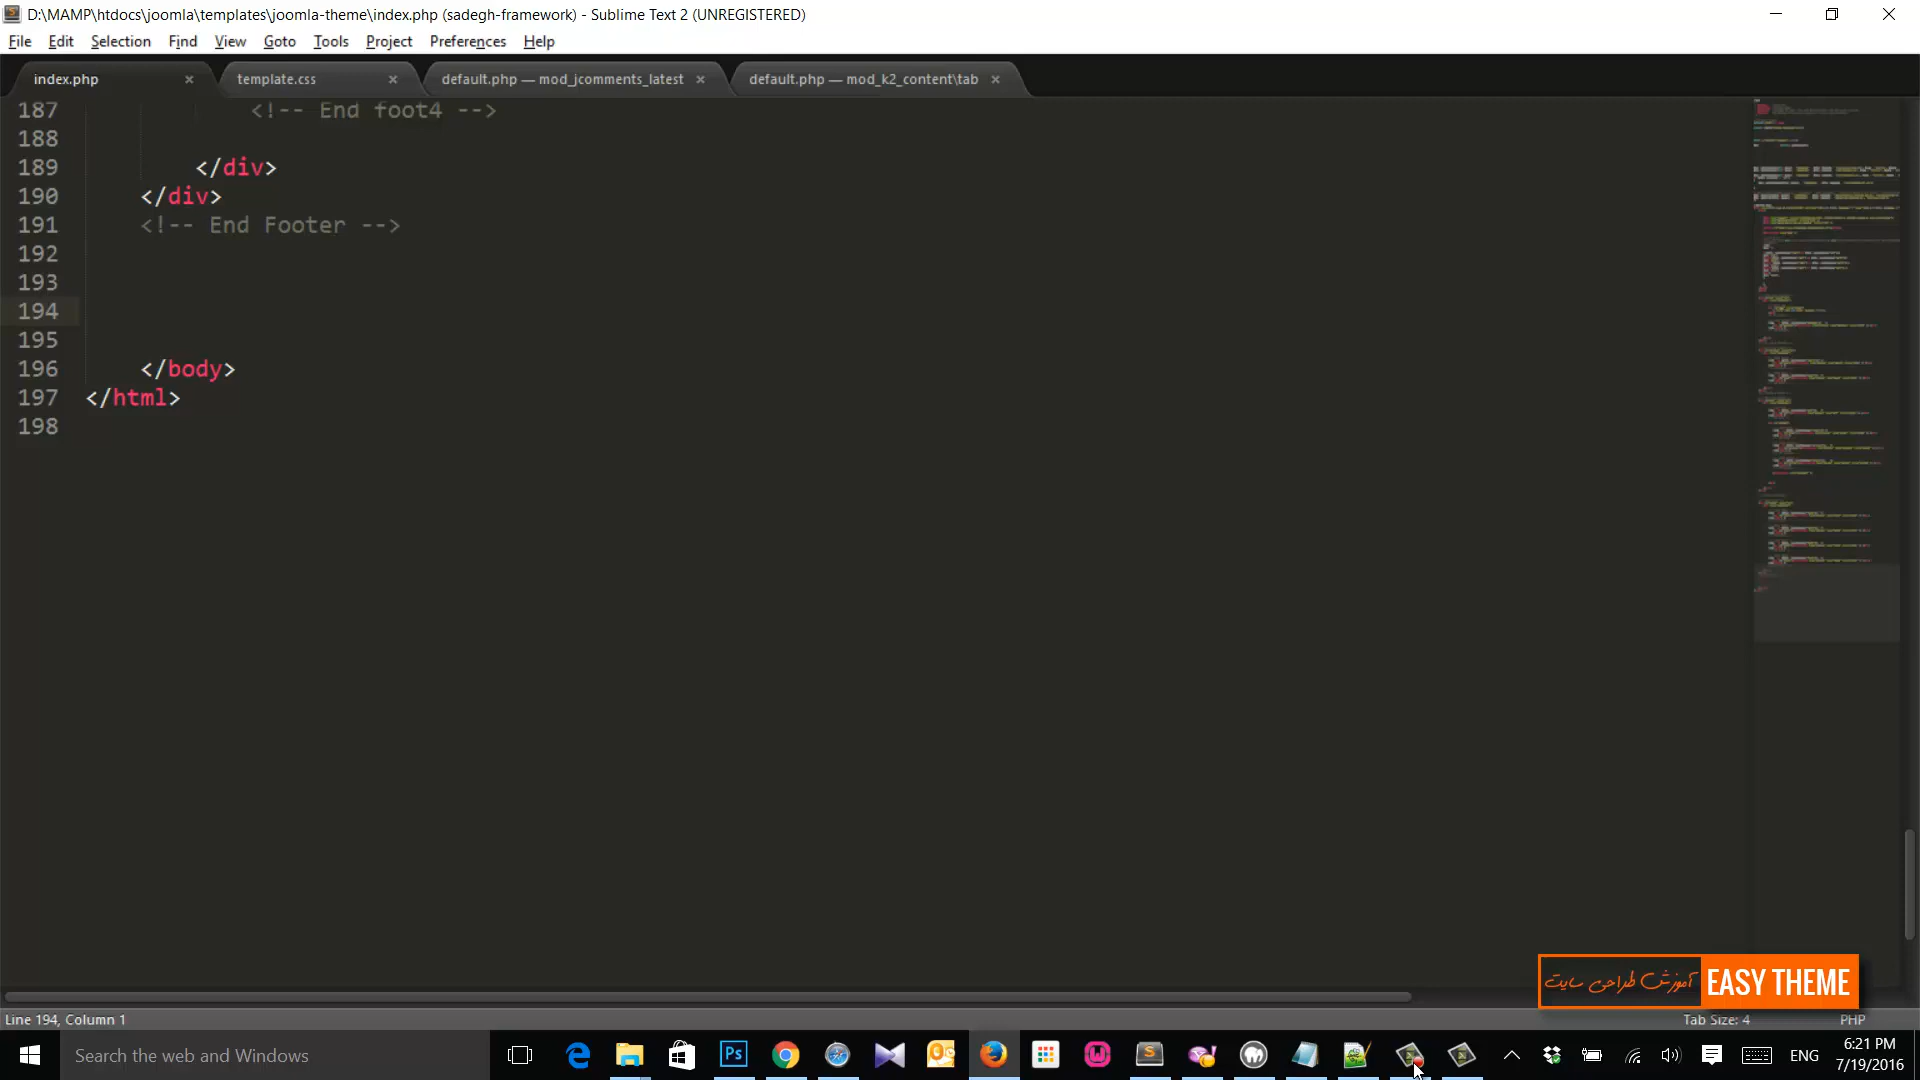 D:\MAMP\htdocs\joomla\templates\joomla-theme\index.php (sadegh-framework) - Sublime Text 2 (UNREGISTERED)
File Edit Selection Find View Goto Tools Project Preferences Help
index.php × template.css × default.php — mod_jcomments_latest × default.php — mod_k2_content\tab ×
187 <!-- End foot4 -->
188
189 </div>
190 </div>
191 <!-- End Footer -->
192
193
194
195
196 </body>
197 </html>
198
آموزش طراحی سایت EASY THEME
Line 194, Column 1 Tab Size: 4 PHP
Search the web and Windows
Ps
ENG
6:21 PM
7/19/2016